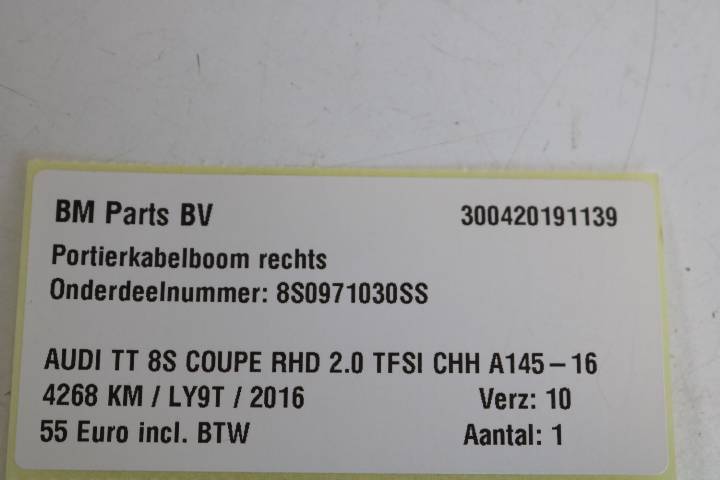 BM Parts BV 300420191139
Portierkabelboom rechts
Onderdeelnummer: 8S0971030SS
AUDI TT 8S COUPE RHD 2.0 TFSI CHH A145-16
4268 KM / LY9T / 2016 Verz: 10
55 Euro incl. BTW Aantal: 1